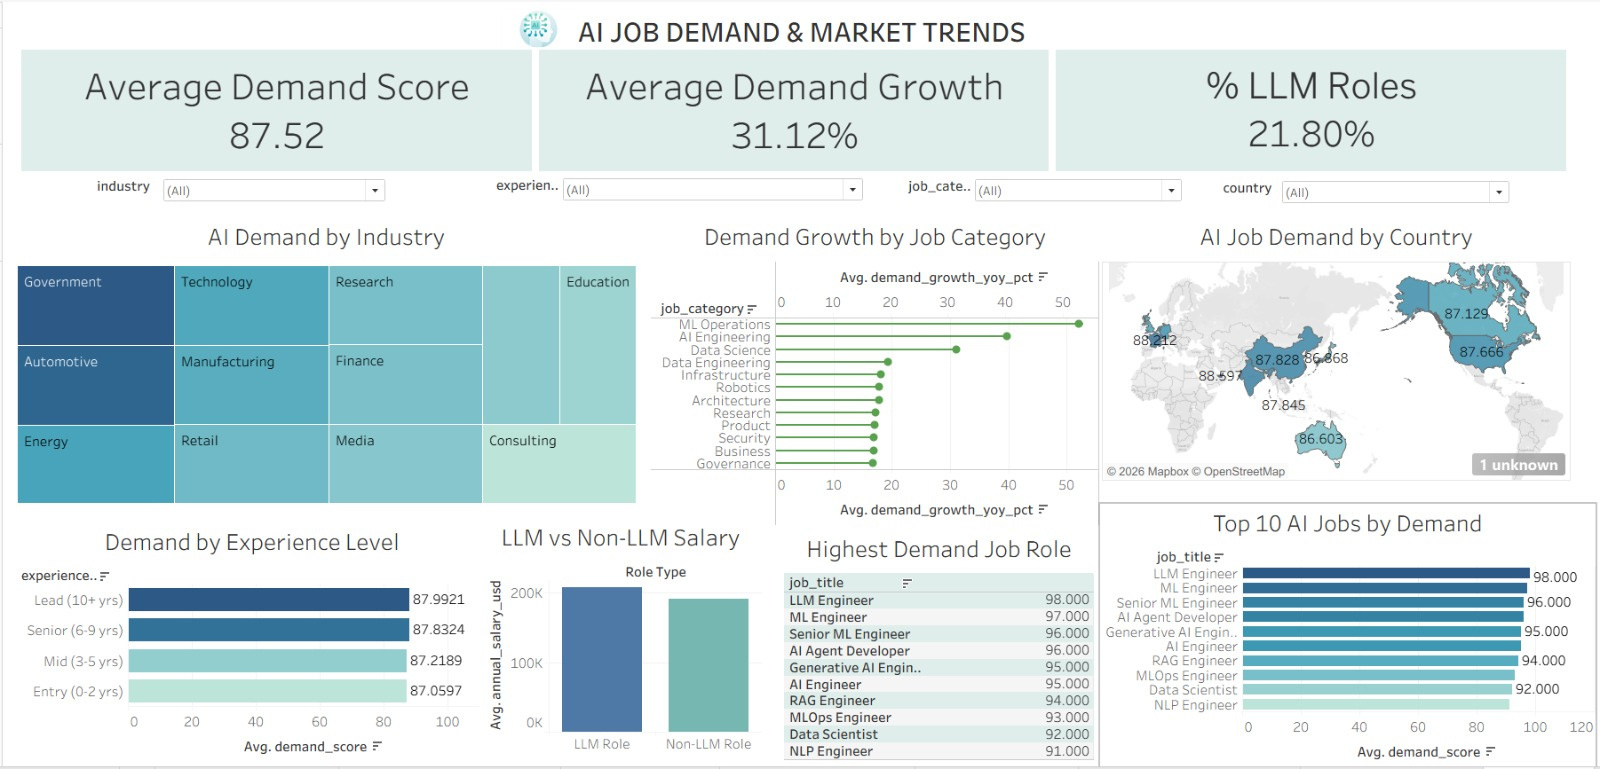 AI JOB DEMAND & MARKET TRENDS
Average Demand Score
87.52
Average Demand Growth
31.12%
% LLM Roles
21.80%
industry
(All)
experien..
(All)
job_cate..
(All)
country
(All)
AI Demand by Industry
Government
Technology
Research
Education
Automotive
Manufacturing
Finance
Energy
Retail
Media
Consulting
Demand Growth by Job Category
Avg. demand_growth_yoy_pct
job_category
0 10 20 30 40 50
ML Operations
AI Engineering
Data Science
Data Engineering
Infrastructure
Robotics
Architecture
Research
Product
Security
Business
Governance
0 10 20 30 40 50
Avg. demand_growth_yoy_pct
AI Job Demand by Country
87.129
88.212
87.828
86.868
87.666
88.597
87.845
86.603
© 2026 Mapbox © OpenStreetMap
1 unknown
Demand by Experience Level
experience..
Lead (10+ yrs) 87.9921
Senior (6-9 yrs) 87.8324
Mid (3-5 yrs) 87.2189
Entry (0-2 yrs) 87.0597
0 20 40 60 80 100
Avg. demand_score
LLM vs Non-LLM Salary
Role Type
Avg. annual_salary_usd
200K
100K
0K
LLM Role Non-LLM Role
Highest Demand Job Role
job_title
LLM Engineer 98.000
ML Engineer 97.000
Senior ML Engineer 96.000
AI Agent Developer 96.000
Generative AI Engin.. 95.000
AI Engineer 95.000
RAG Engineer 94.000
MLOps Engineer 93.000
Data Scientist 92.000
NLP Engineer 91.000
Top 10 AI Jobs by Demand
job_title
LLM Engineer 98.000
ML Engineer
Senior ML Engineer 96.000
AI Agent Developer
Generative AI Engin.. 95.000
AI Engineer
RAG Engineer 94.000
MLOps Engineer
Data Scientist 92.000
NLP Engineer
0 20 40 60 80 100 120
Avg. demand_score